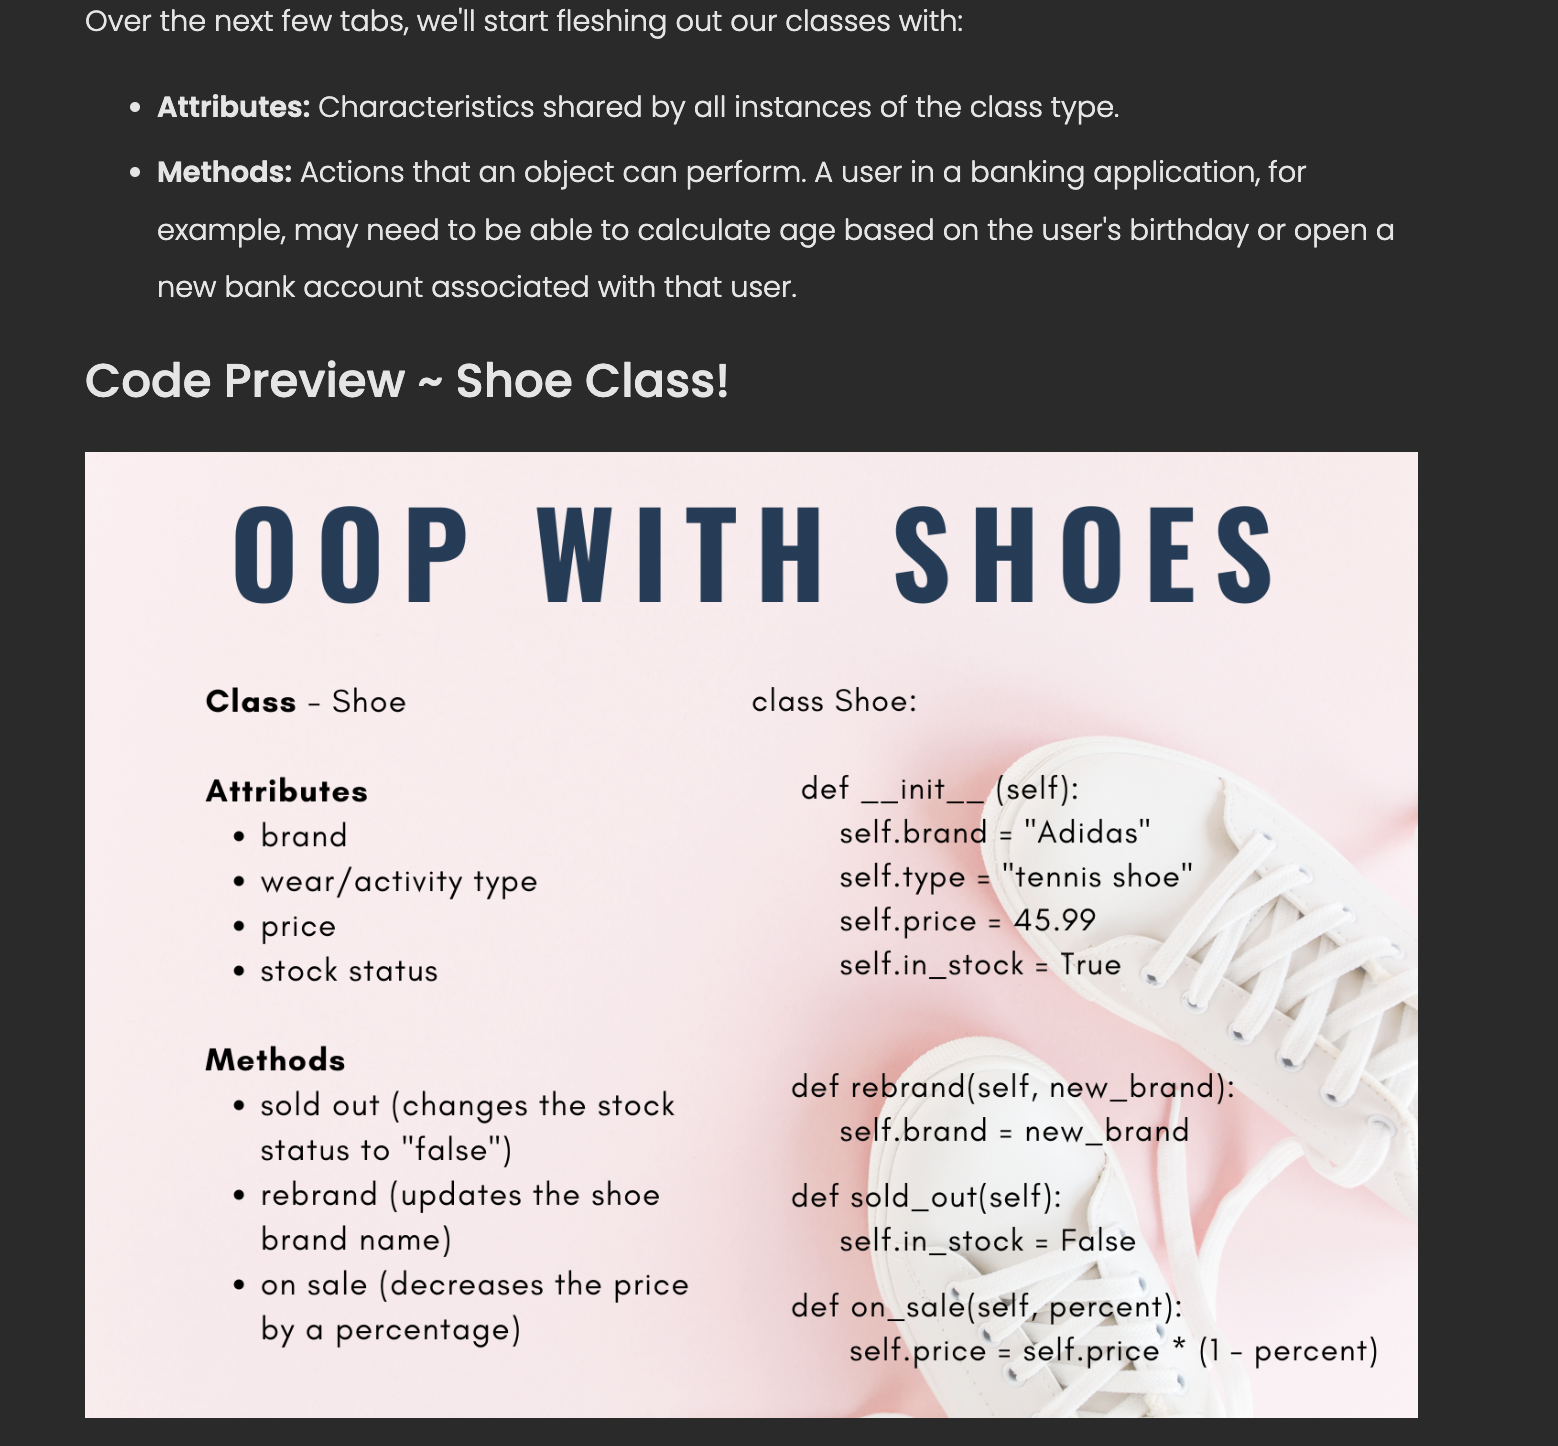 Over the next few tabs, we'll start fleshing out our classes with:
• Attributes: Characteristics shared by all instances of the class type.
• Methods: Actions that an object can perform. A user in a banking application, for
example, may need to be able to calculate age based on the user's birthday or open a
new bank account associated with that user.
Code Preview ~ Shoe Class!
OOP WITH SHOES
Class - Shoe
Attributes
• brand
• wear/activity type
• price
• stock status
Methods
• sold out (changes the stock
status to "false")
• rebrand (updates the shoe
brand name)
• on sale (decreases the price
by a percentage)
class Shoe:
def __init__ (self):
self.brand = "Adidas"
self.type = "tennis shoe"
self.price = 45.99
self.in_stock = True
def rebrand(self, new_brand):
self.brand = new_brand
def sold_out(self):
self.in_stock = False
def on_sale(self, percent):
self.price = self.price * (1 - percent)